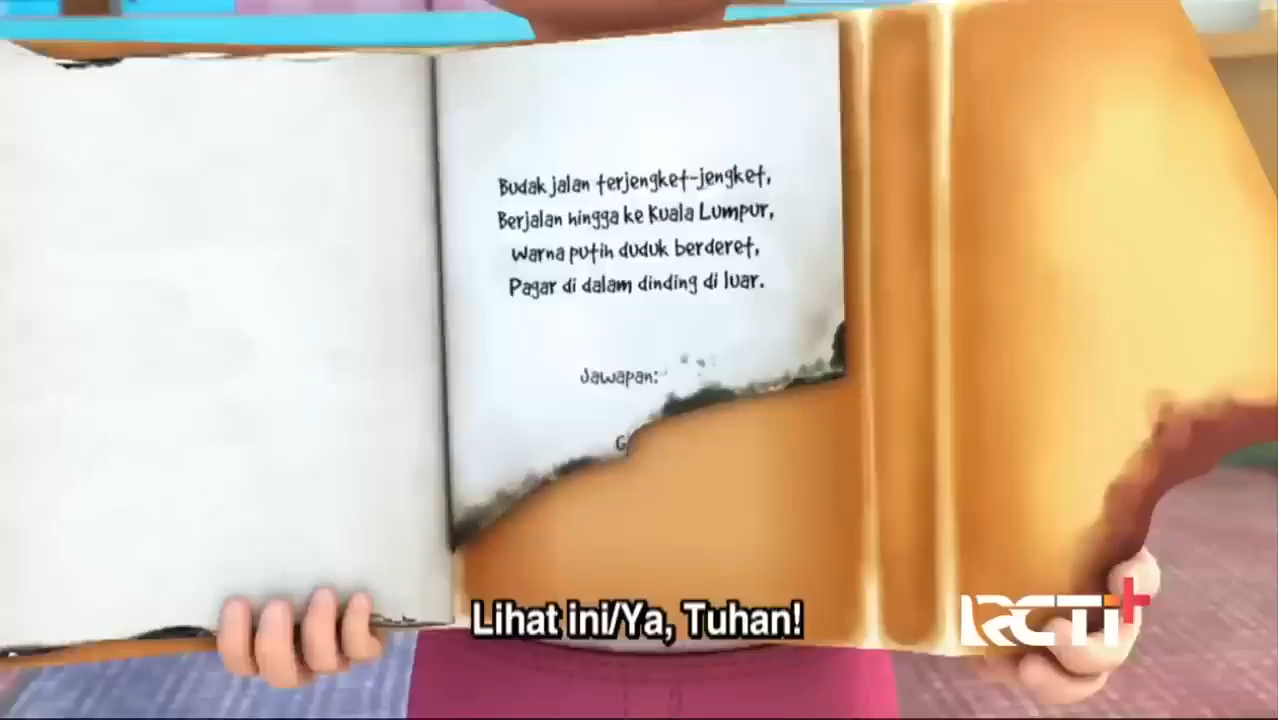 Budak jalan terjengket-jengket,
Berjalan hingga ke Kuala Lumpur,
Warna putih duduk berderet,
Pagar di dalam dinding di luar.
Jawapan:
G
Lihat ini/Ya, Tuhan!
RCTI+